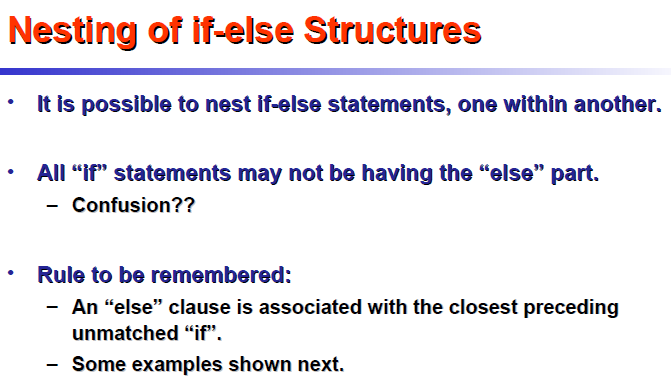 Nesting of if-else Structures
• It is possible to nest if-else statements, one within another.
• All “if” statements may not be having the “else” part.
– Confusion??
• Rule to be remembered:
– An “else” clause is associated with the closest preceding
unmatched “if”.
– Some examples shown next.